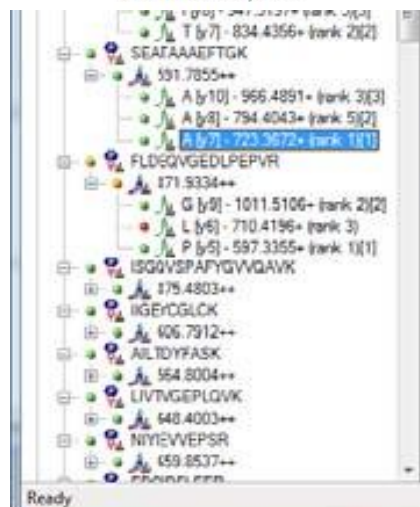 T [y7] - 834.4356+ (rank 2)[2]
SEATAAAEFTGK
591.7855++
A [y10] - 966.4891+ (rank 3)[3]
A [y8] - 794.4043+ (rank 5)[2]
A [y7] - 723.3672+ (rank 1)[1]
FLDEQVGEDLPEPVR
871.9334++
G [y9] - 1011.5106+ (rank 2)[2]
L [y6] - 710.4196+ (rank 3)
P [y5] - 597.3355+ (rank 1)[1]
ISGQVSPAFYGVVQAVK
875.4803++
606.7912++
AILTDYFASK
564.8004++
LIVTVGEPLQVK
648.4003++
NIYIEVVEPSR
659.8537++
Ready